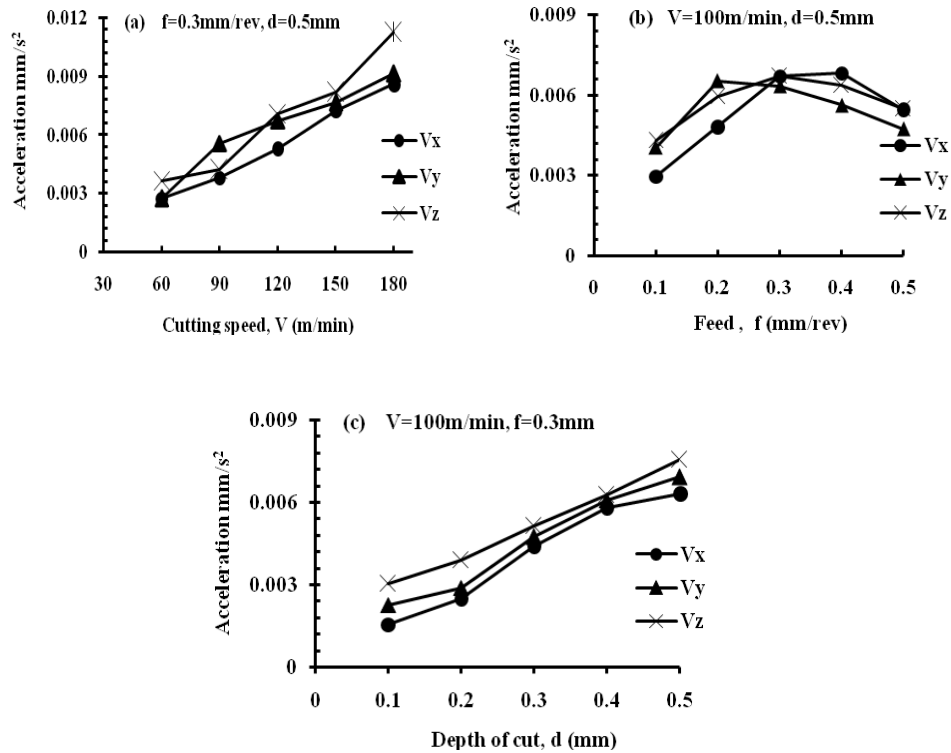 (a) f=0.3mm/rev, d=0.5mm
Acceleration mm/s²
0.012
0.009
0.006
0.003
0
30 60 90 120 150 180
Cutting speed, V (m/min)
Vx
Vy
Vz
(b) V=100m/min, d=0.5mm
Acceleration mm/s²
0.009
0.006
0.003
0
0 0.1 0.2 0.3 0.4 0.5
Feed , f (mm/rev)
Vx
Vy
Vz
(c) V=100m/min, f=0.3mm
Acceleration mm/s²
0.009
0.006
0.003
0
0 0.1 0.2 0.3 0.4 0.5
Depth of cut, d (mm)
Vx
Vy
Vz